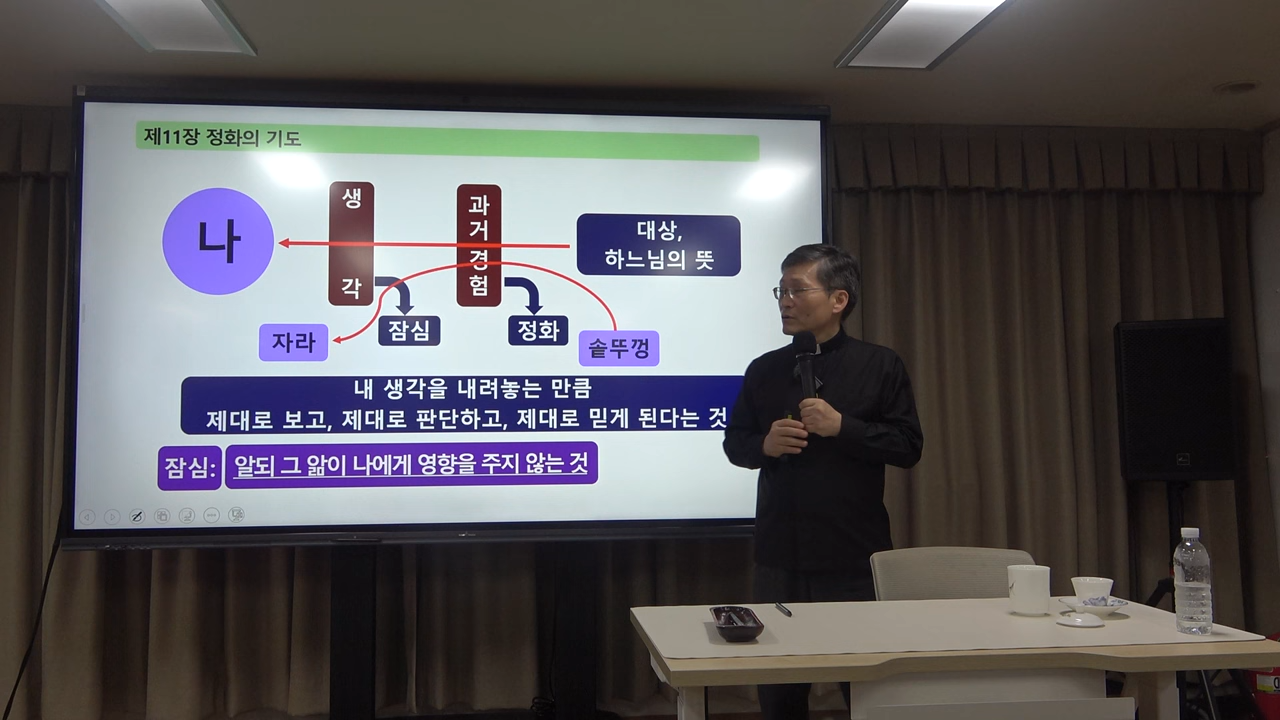 제11장 정화의 기도
나
생각
과거경험
대상,
하느님의 뜻
자라
잠심
정화
솥뚜껑
내 생각을 내려놓는 만큼
제대로 보고, 제대로 판단하고, 제대로 믿게 된다는 것
잠심: 알되 그 앎이 나에게 영향을 주지 않는 것